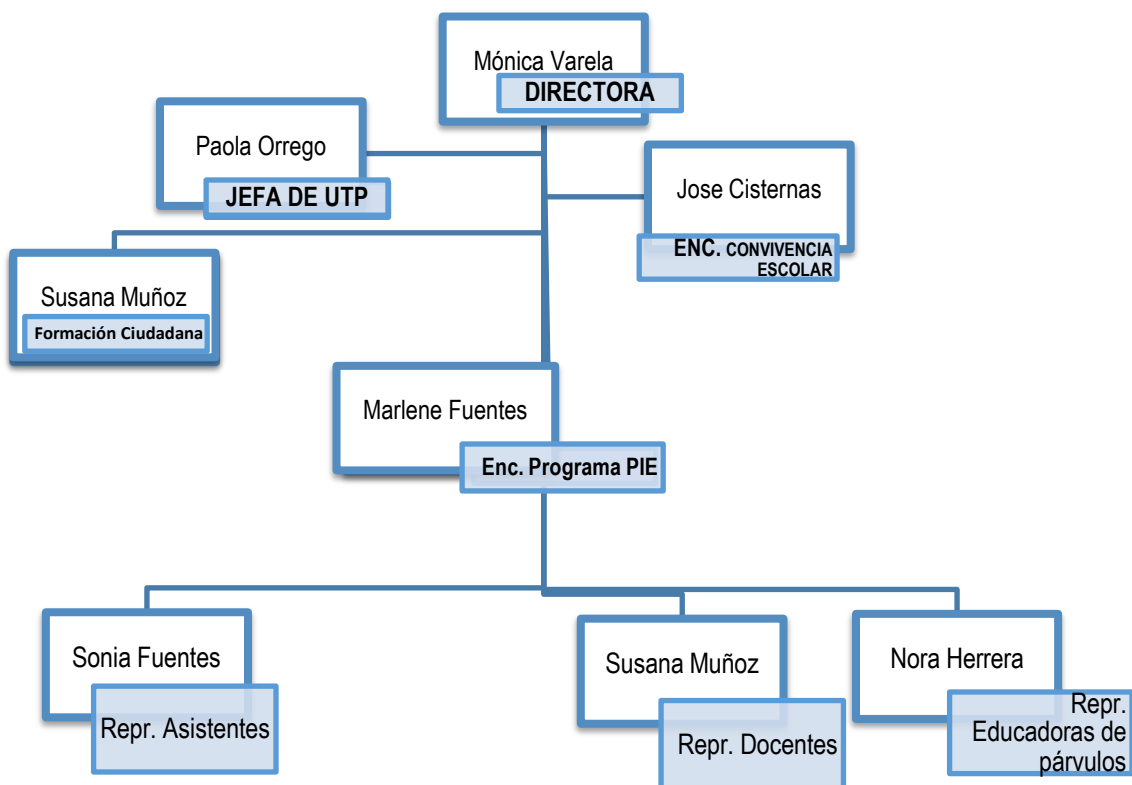 Mónica Varela
DIRECTORA
Paola Orrego
JEFA DE UTP
Jose Cisternas
ENC. CONVIVENCIA
ESCOLAR
Susana Muñoz
Formación Ciudadana
Marlene Fuentes
Enc. Programa PIE
Sonia Fuentes
Repr. Asistentes
Susana Muñoz
Repr. Docentes
Nora Herrera
Repr.
Educadoras de
párvulos